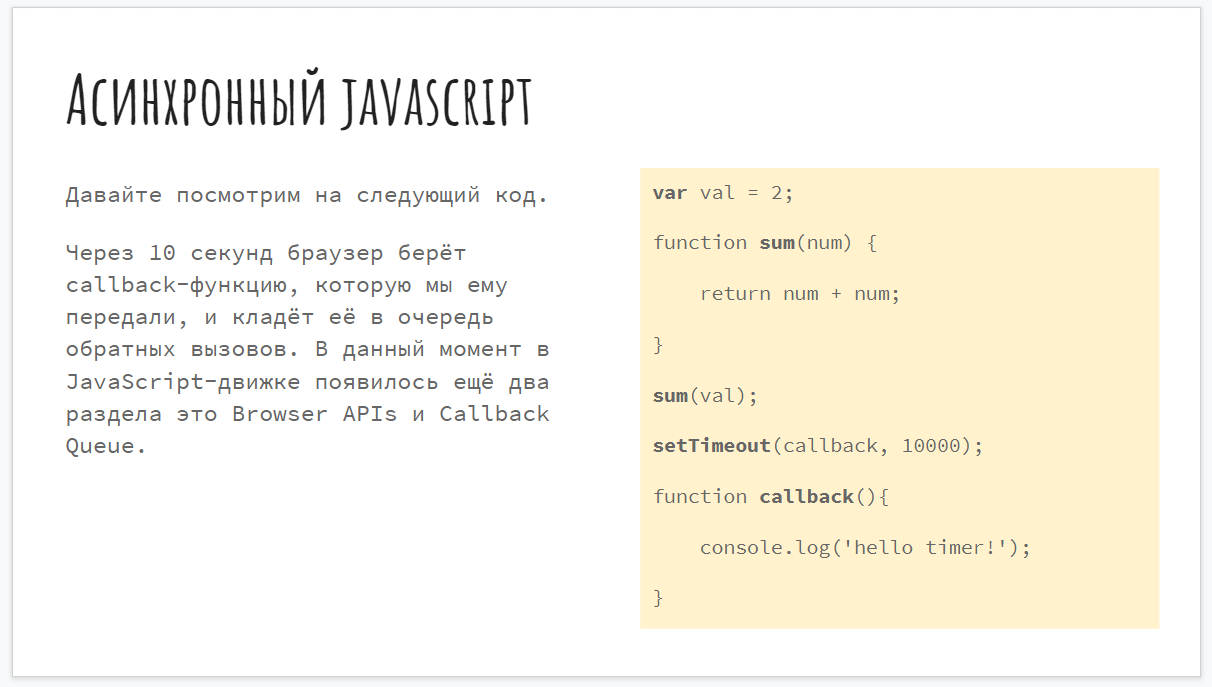 Асинхронный javascript
Давайте посмотрим на следующий код.
Через 10 секунд браузер берёт
callback-функцию, которую мы ему
передали, и кладёт её в очередь
обратных вызовов. В данный момент в
JavaScript-движке появилось ещё два
раздела это Browser APIs и Callback
Queue.
var val = 2;
function sum(num) {
    return num + num;
}
sum(val);
setTimeout(callback, 10000);
function callback(){
    console.log('hello timer!');
}